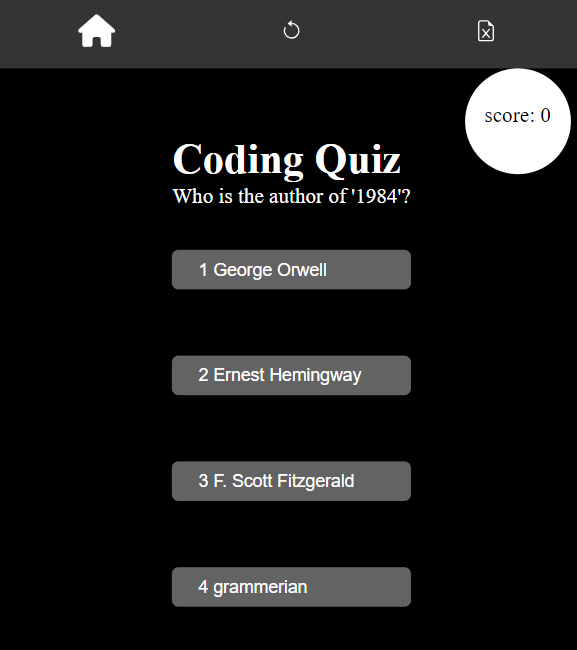 score: 0
Coding Quiz
Who is the author of '1984'?
1 George Orwell
2 Ernest Hemingway
3 F. Scott Fitzgerald
4 grammerian